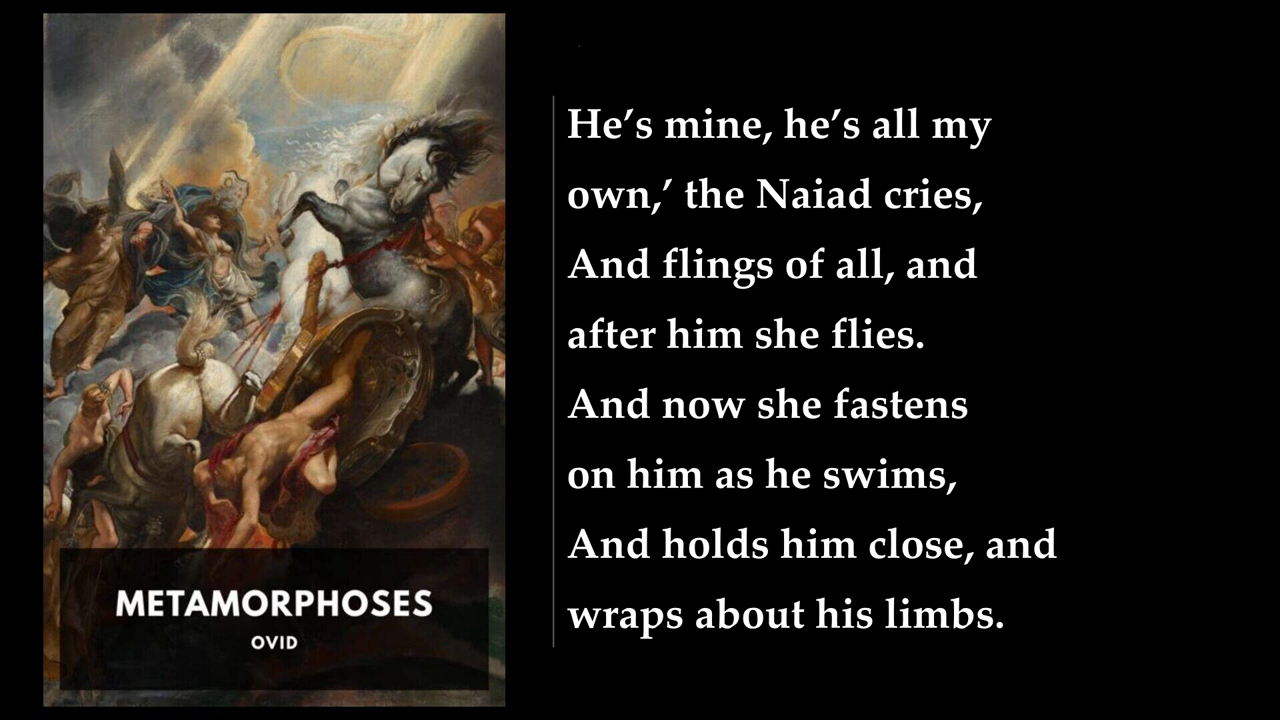 METAMORPHOSES
OVID
He’s mine, he’s all my
own,’ the Naiad cries,
And flings of all, and
after him she flies.
And now she fastens
on him as he swims,
And holds him close, and
wraps about his limbs.